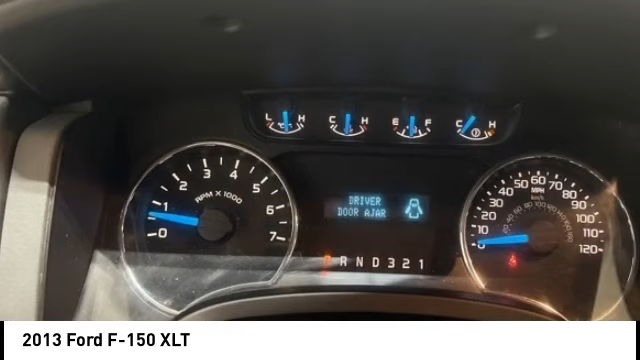 L H C H E F C H
0 1 2 3 4 5 6 7
RPM X 1000
DRIVER
DOOR AJAR
P R N D 3 2 1
0 10 20 30 40 50 60 70 80 90 100 110 120
MPH
km/h
2013 Ford F-150 XLT